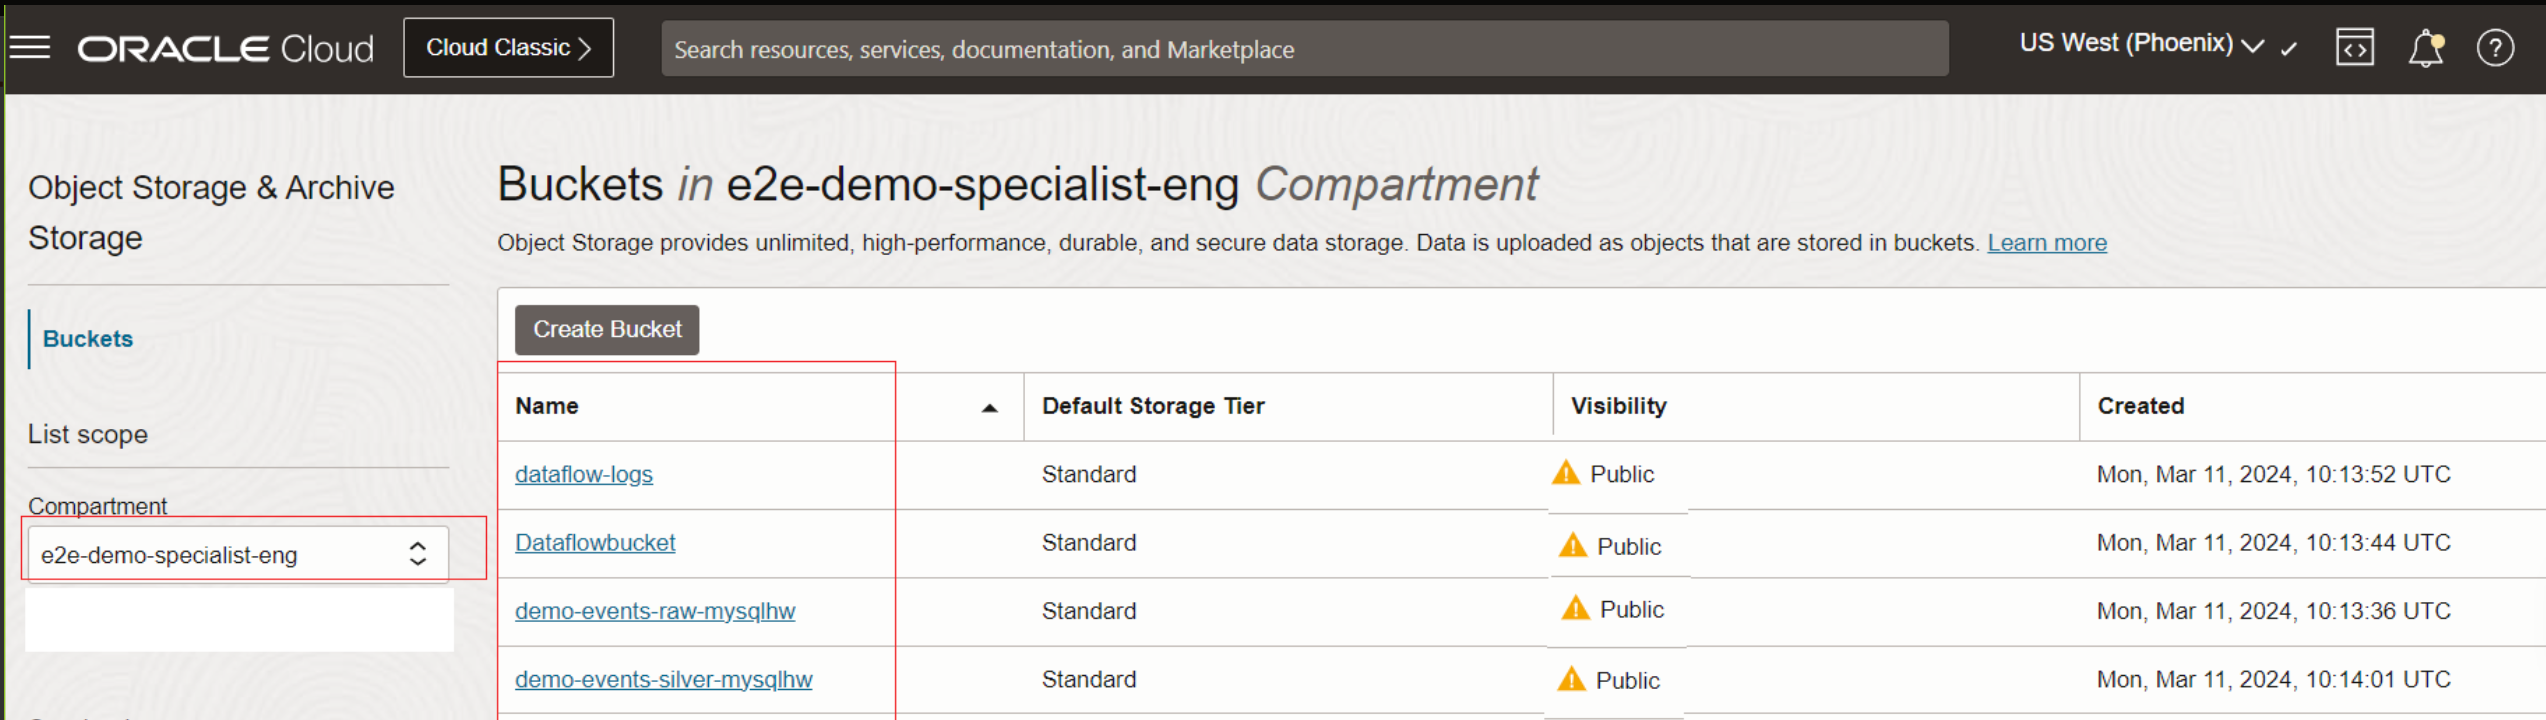 ORACLE Cloud
Cloud Classic >
Search resources, services, documentation, and Marketplace
US West (Phoenix)
Object Storage & Archive
Storage
Buckets
List scope
Compartment
e2e-demo-specialist-eng
Buckets in e2e-demo-specialist-eng Compartment
Object Storage provides unlimited, high-performance, durable, and secure data storage. Data is uploaded as objects that are stored in buckets. Learn more
Create Bucket
Name Default Storage Tier Visibility Created
dataflow-logs Standard Public Mon, Mar 11, 2024, 10:13:52 UTC
Dataflowbucket Standard Public Mon, Mar 11, 2024, 10:13:44 UTC
demo-events-raw-mysqlhw Standard Public Mon, Mar 11, 2024, 10:13:36 UTC
demo-events-silver-mysqlhw Standard Public Mon, Mar 11, 2024, 10:14:01 UTC